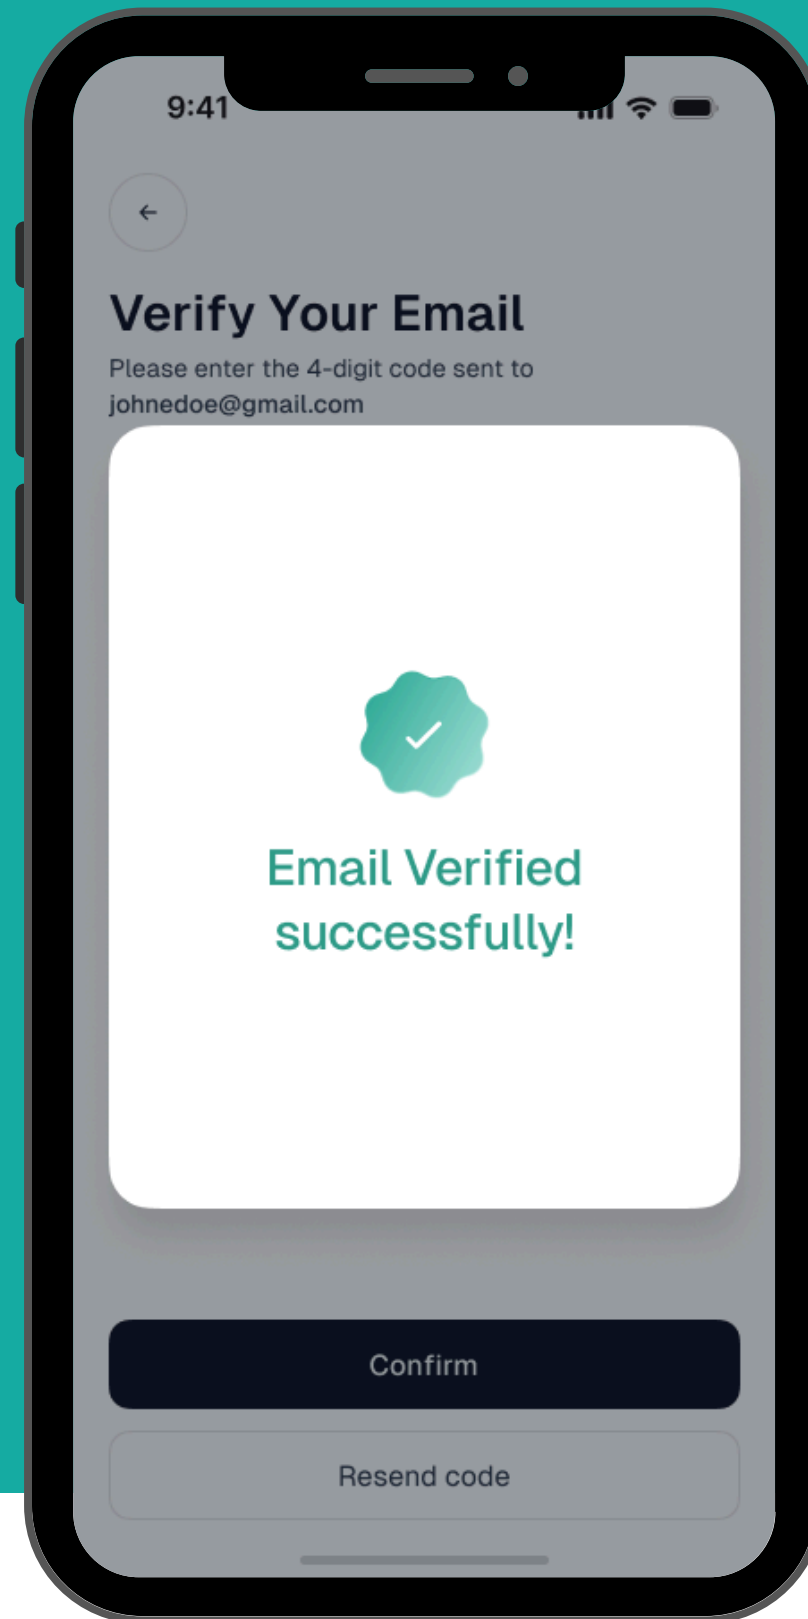 9:41
Verify Your Email
Please enter the 4-digit code sent to
johnedoe@gmail.com
Email Verified
successfully!
Confirm
Resend code